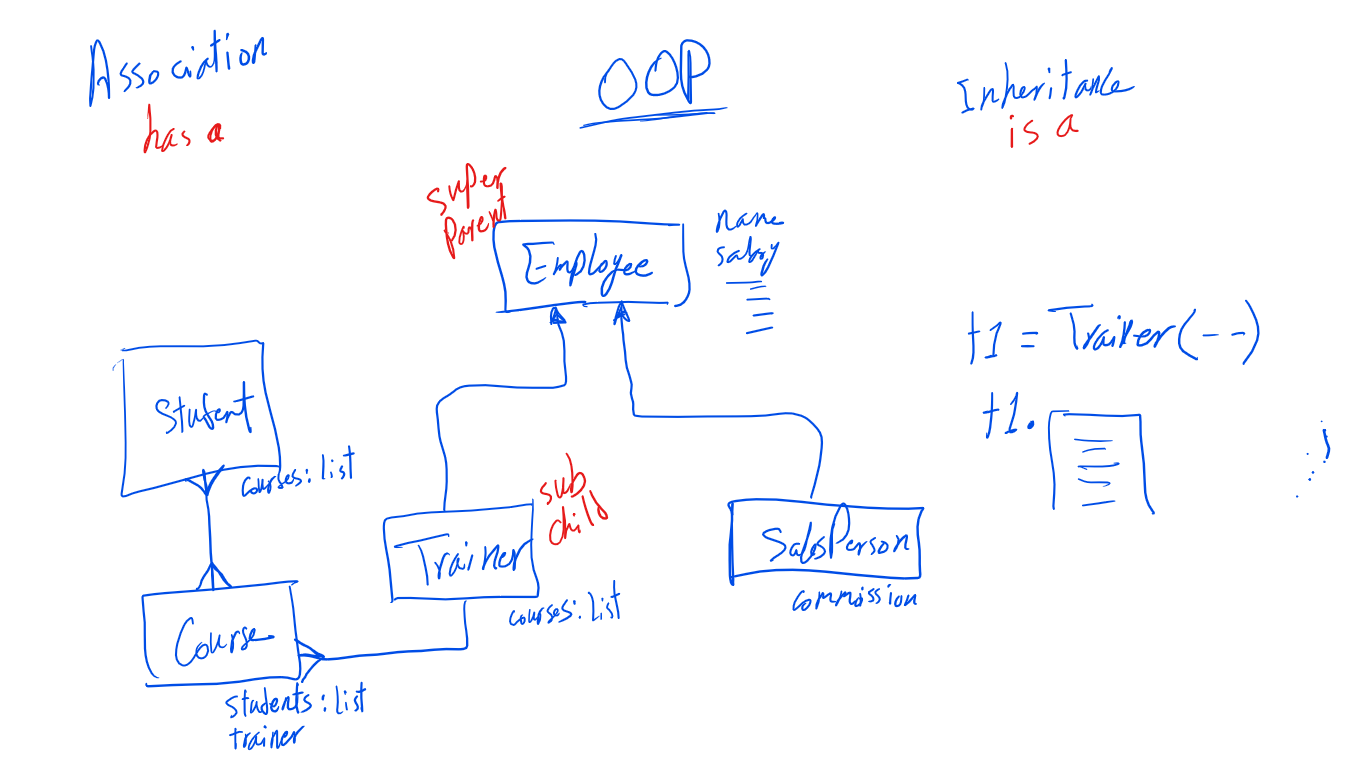 Association
has a
OOP
Inheritance
is a
super
parent
Employee
name
salary
Student
courses: list
Trainer
sub
child
courses: list
SalesPerson
commission
Course
students: list
trainer
t1 = Trainer(--)
t1.